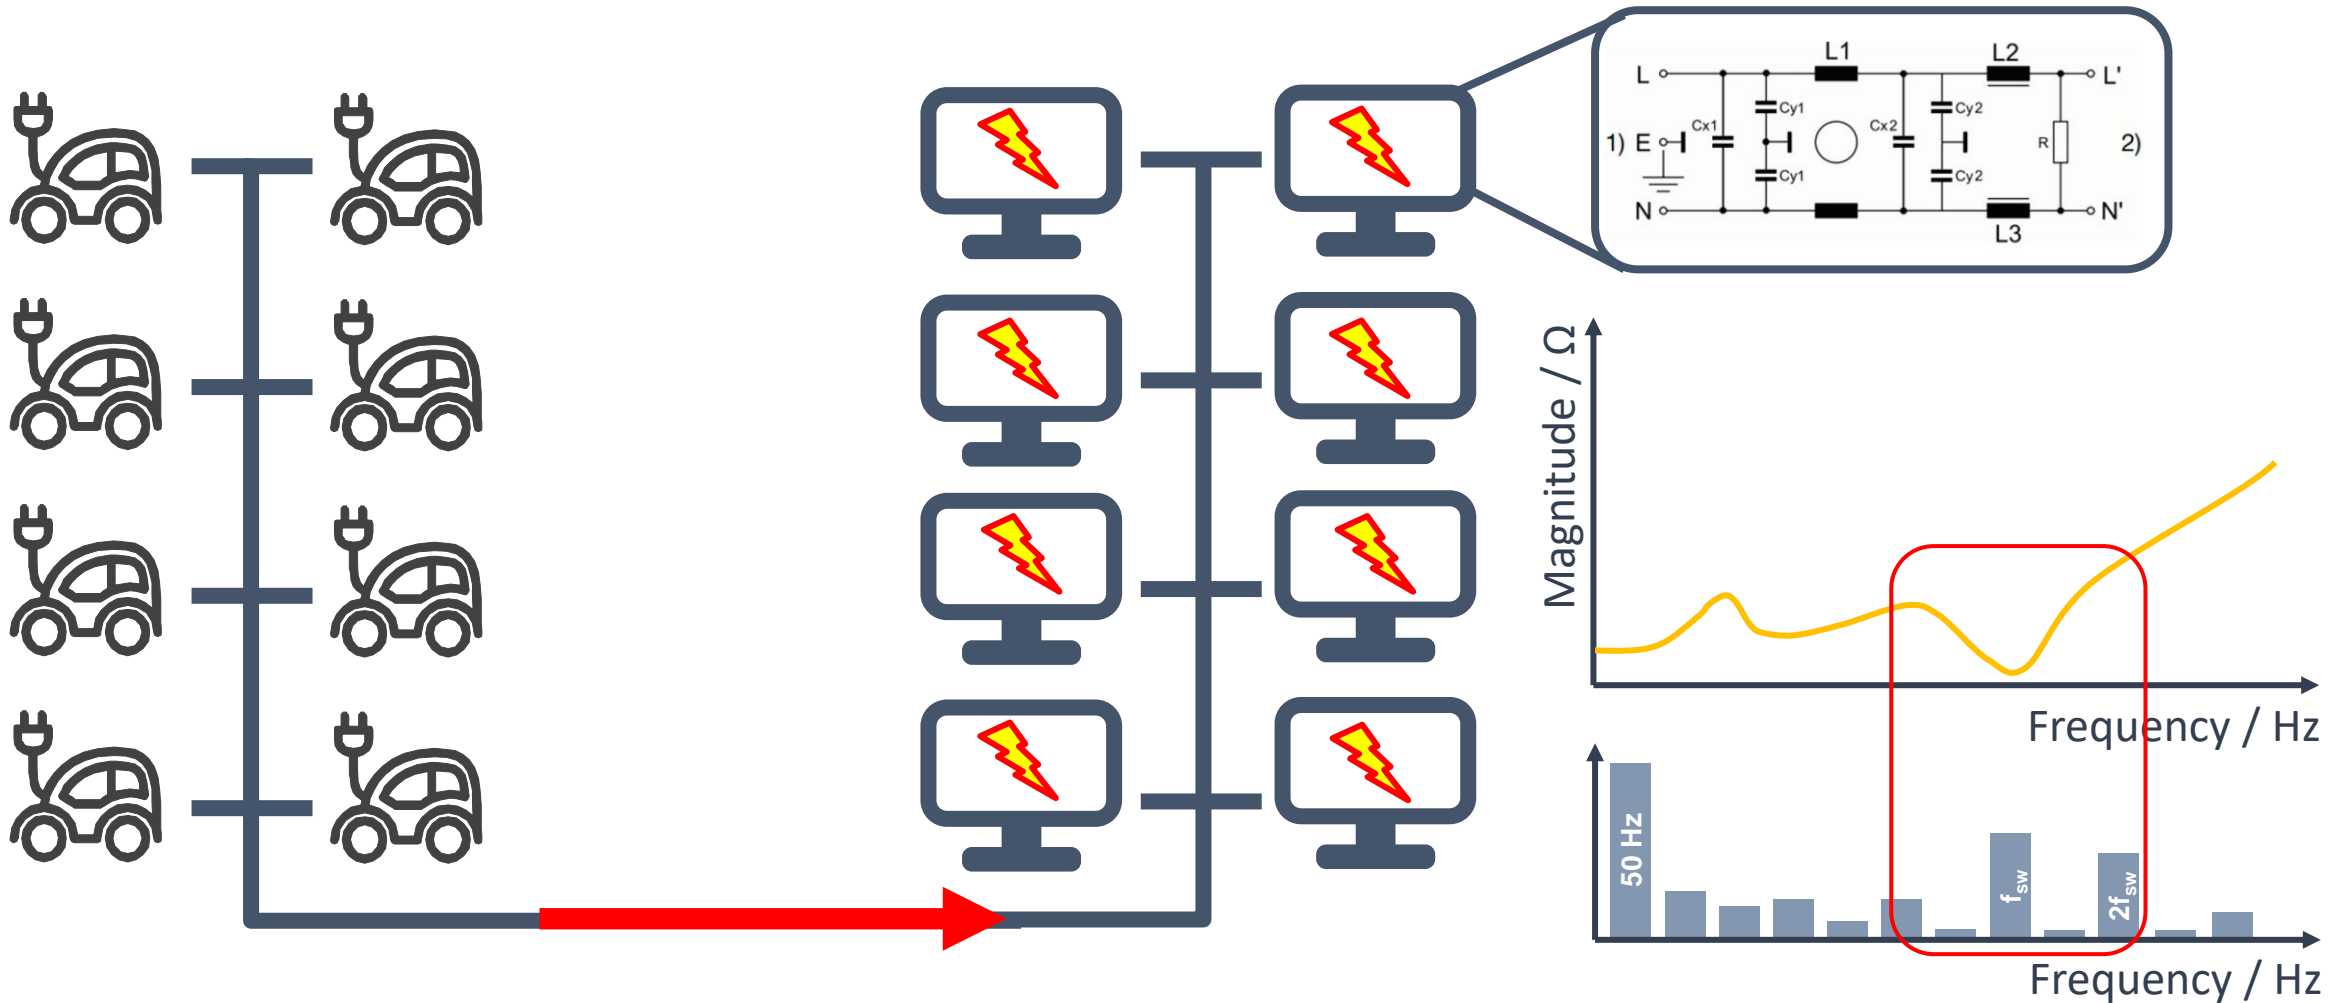 L1
L2
L
L'
Cy1
Cy2
Cx1
Cx2
1) E
R
2)
Cy1
Cy2
N
N'
L3
Magnitude / Ω
Frequency / Hz
50 Hz
fsw
2fsw
Frequency / Hz